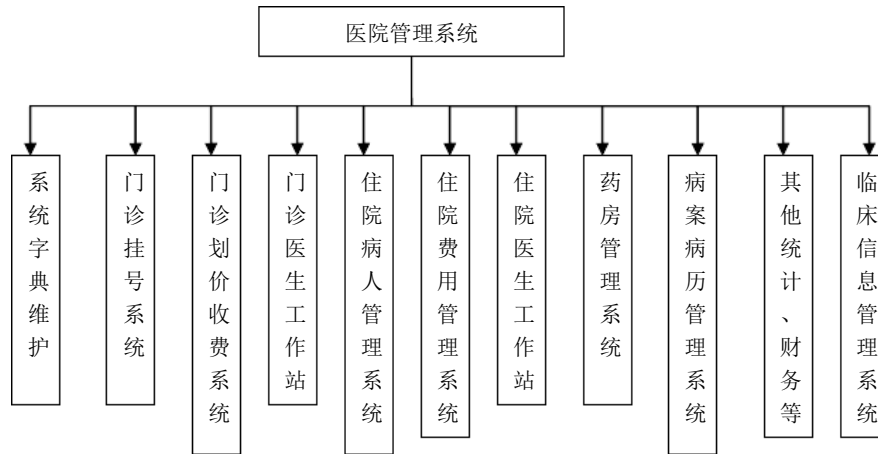 医院管理系统
系统字典维护
门诊挂号系统
门诊划价收费系统
门诊医生工作站
住院病人管理系统
住院费用管理系统
住院医生工作站
药房管理系统
病案病历管理系统
其他统计、财务等
临床信息管理系统